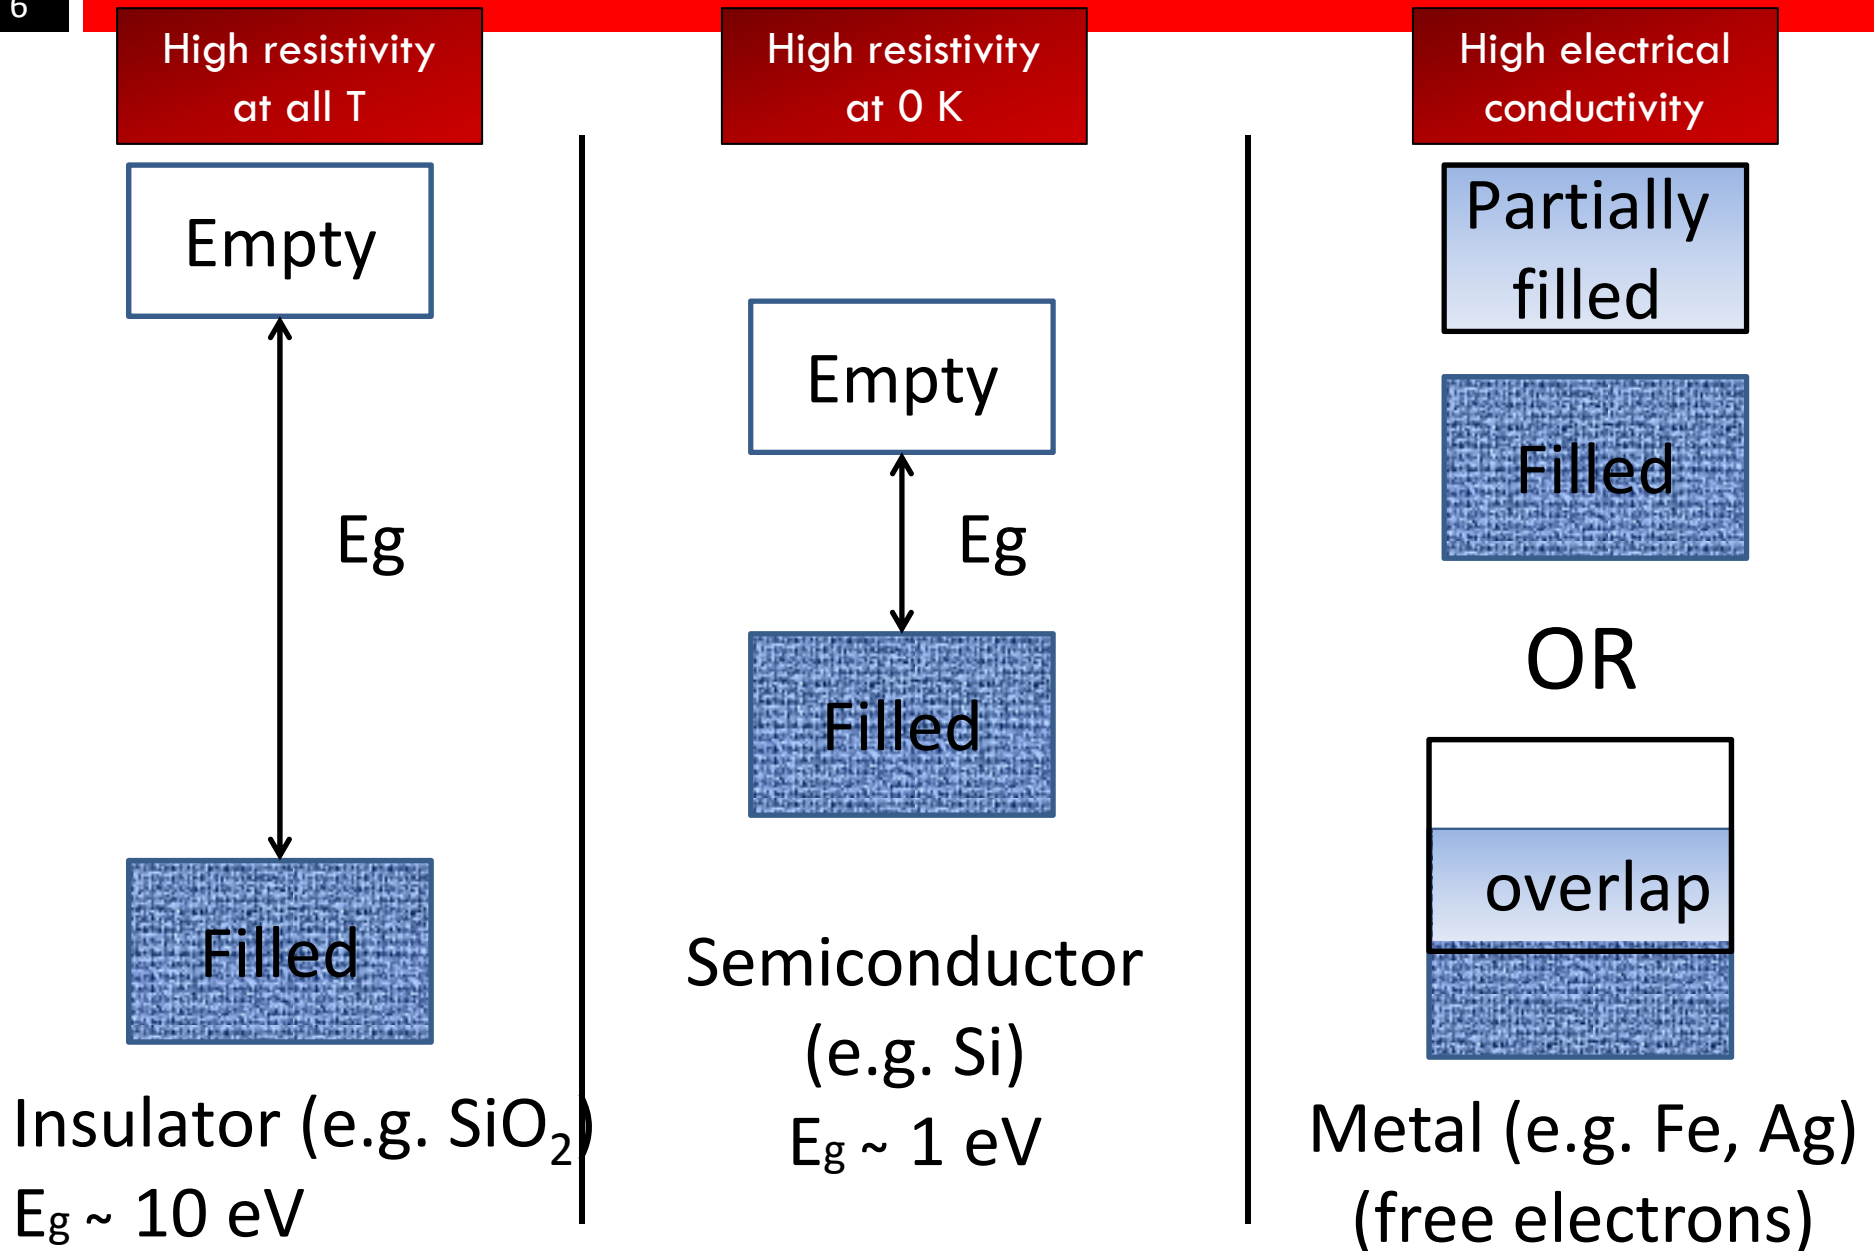 6
High resistivity
at all T
Empty
Eg
Filled
Insulator (e.g. SiO₂)
Eg ~ 10 eV
High resistivity
at 0 K
Empty
Eg
Filled
Semiconductor
(e.g. Si)
Eg ~ 1 eV
High electrical
conductivity
Partially
filled
Filled
OR
overlap
Metal (e.g. Fe, Ag)
(free electrons)